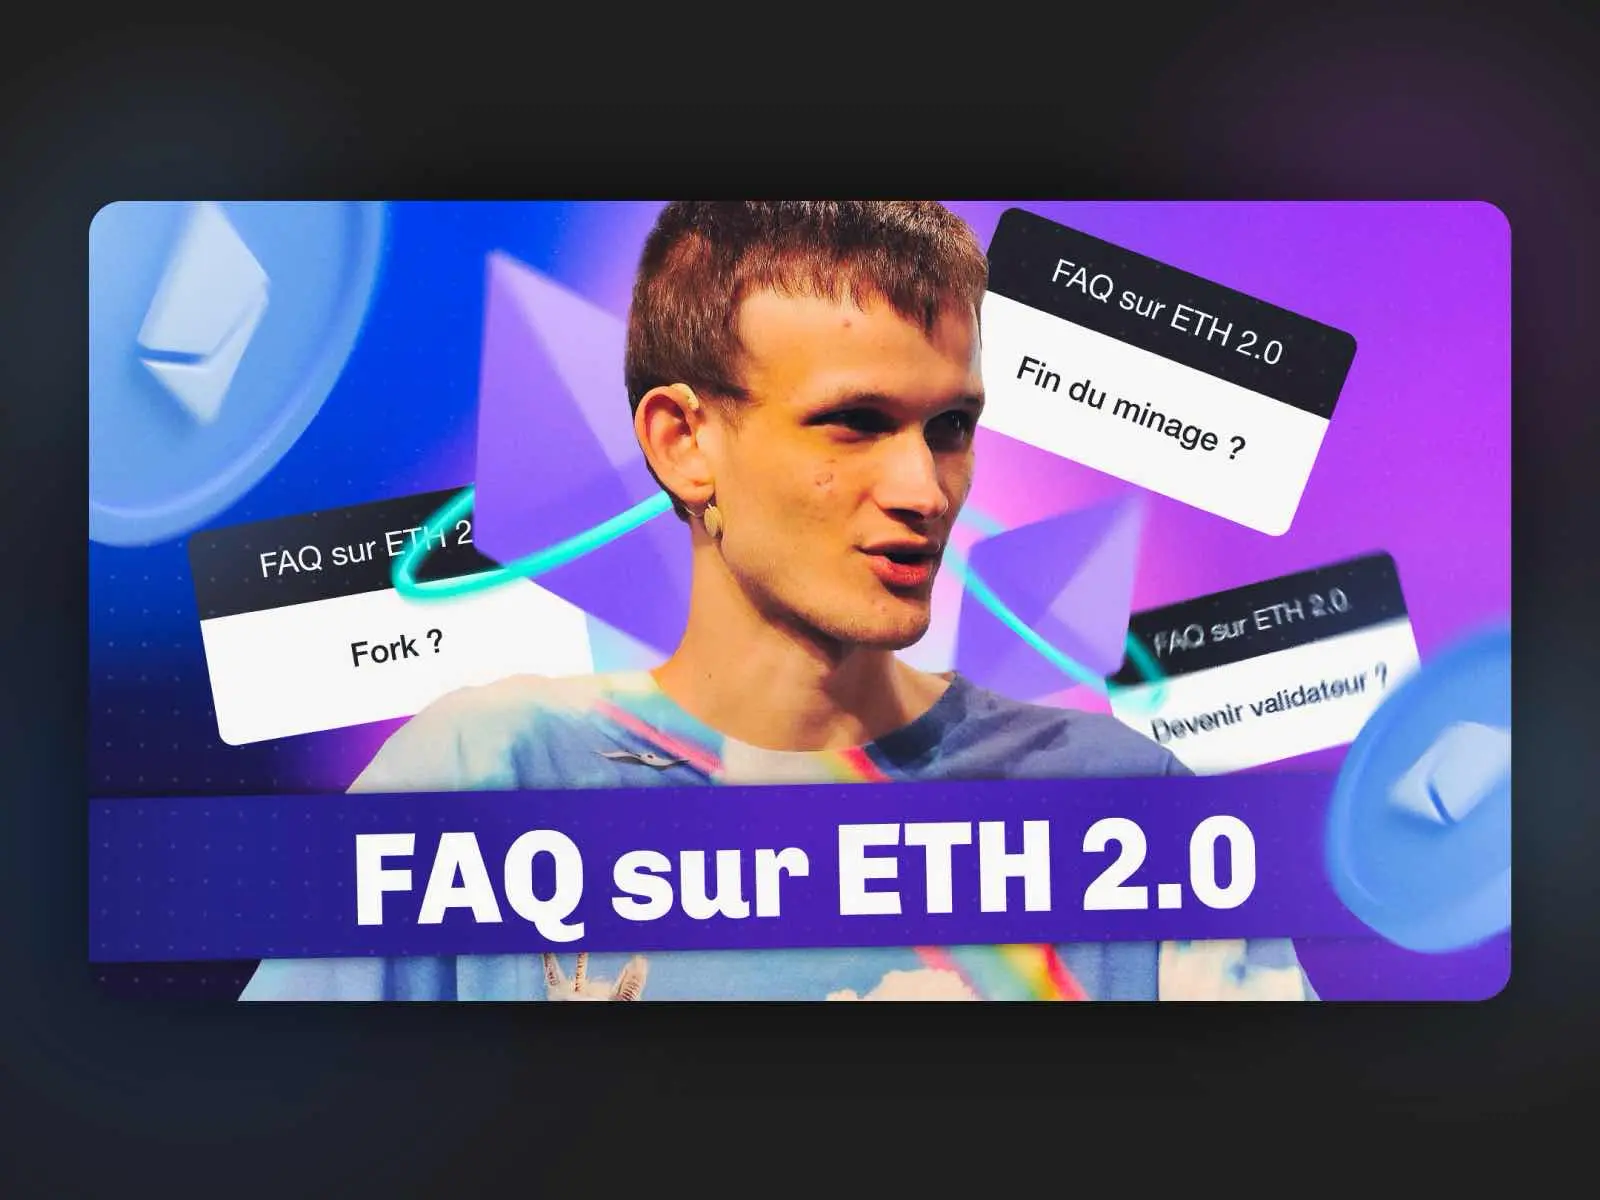 FAQ sur ETH 2.0
Fin du minage ?
FAQ sur ETH 2
Fork ?
FAQ sur ETH 2.0
Devenir validateur ?
FAQ sur ETH 2.0